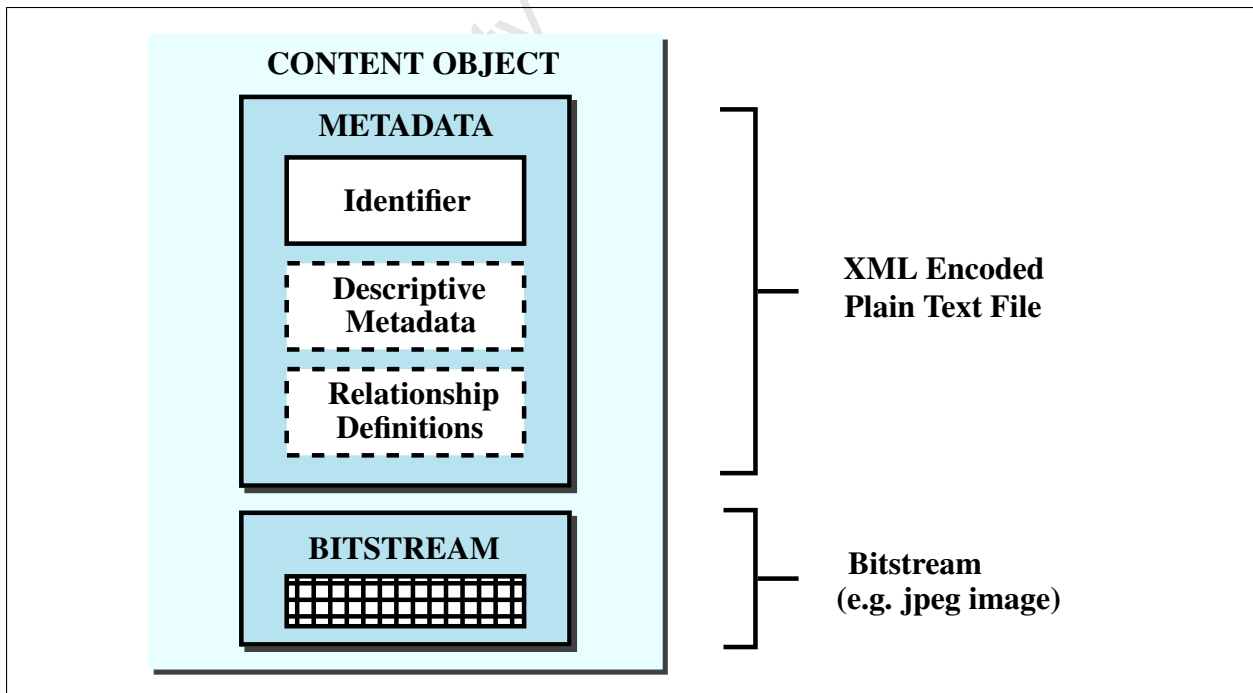 CONTENT OBJECT
METADATA
Identifier
Descriptive
Metadata
Relationship
Definitions
XML Encoded
Plain Text File
BITSTREAM
Bitstream
(e.g. jpeg image)